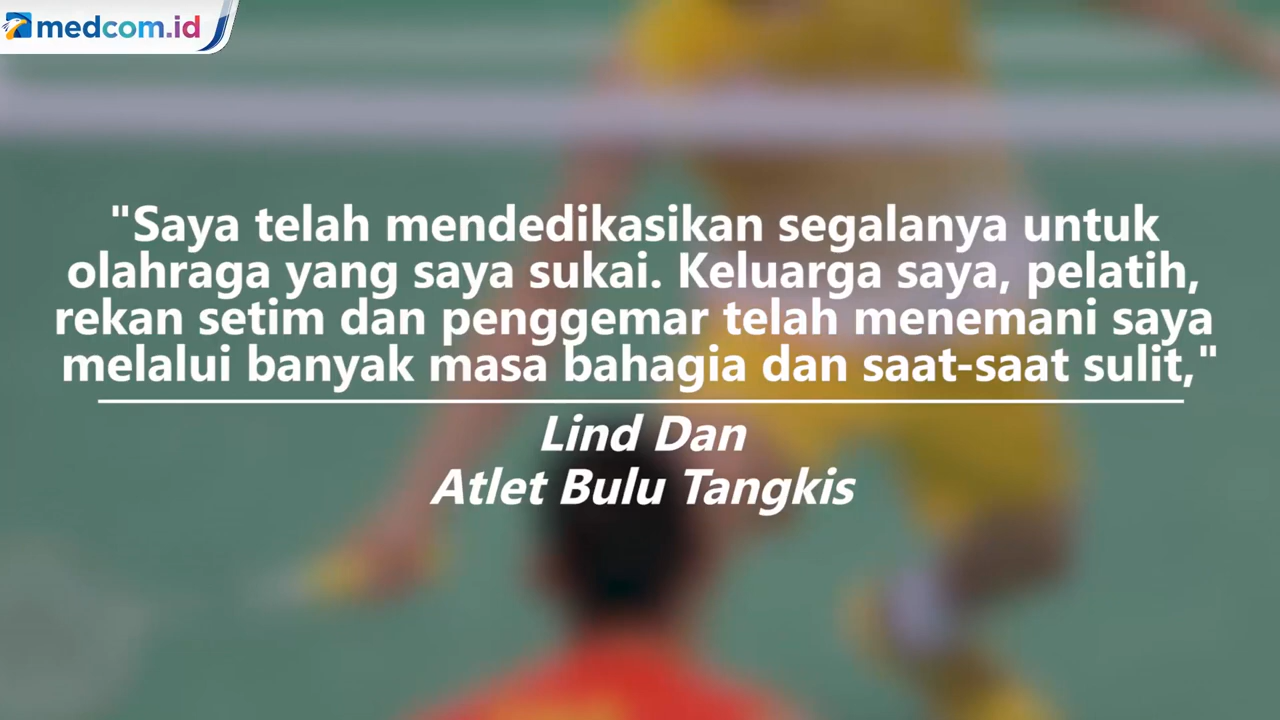 medcom.id
"Saya telah mendedikasikan segalanya untuk
olahraga yang saya sukai. Keluarga saya, pelatih,
rekan setim dan penggemar telah menemani saya
melalui banyak masa bahagia dan saat-saat sulit,"
Lind Dan
Atlet Bulu Tangkis